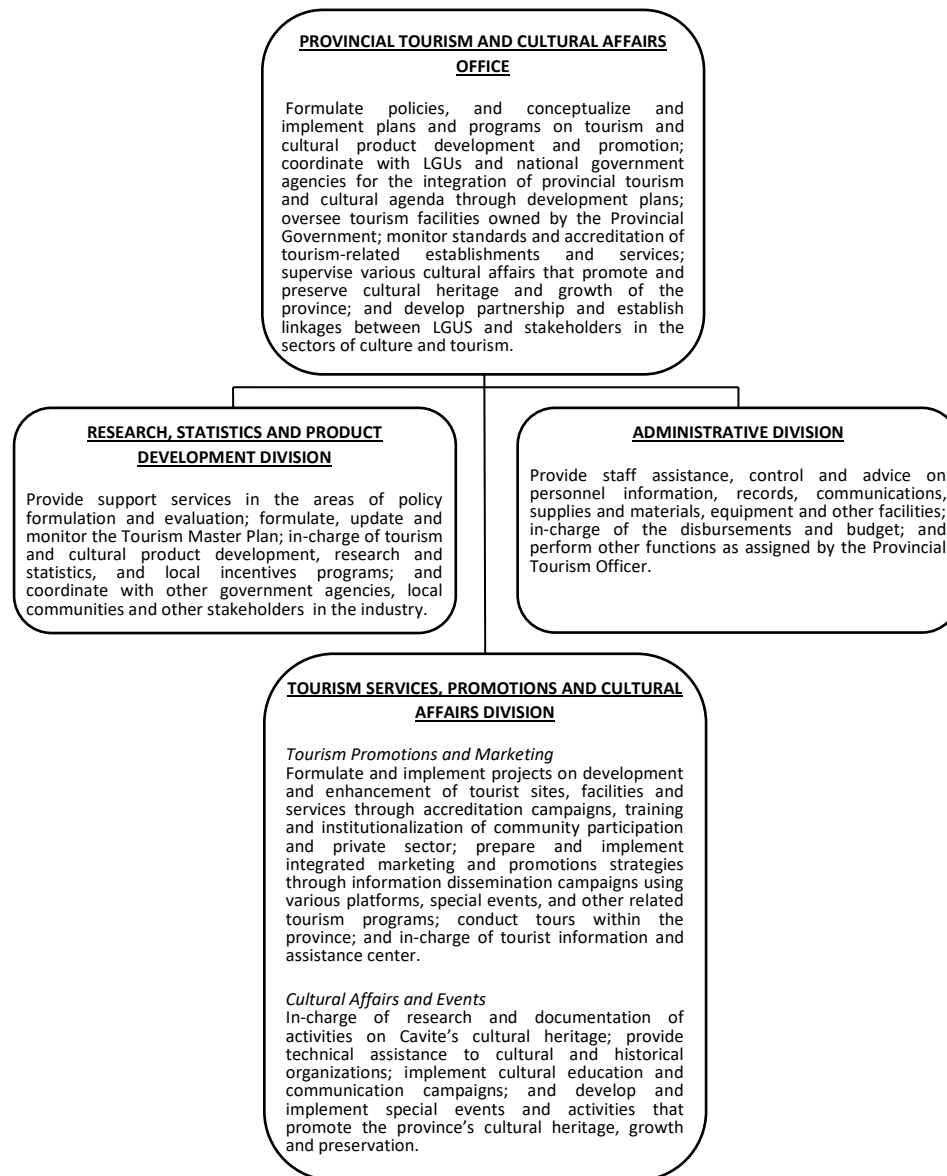 PROVINCIAL TOURISM AND CULTURAL AFFAIRS
OFFICE
Formulate policies, and conceptualize and
implement plans and programs on tourism and
cultural product development and promotion;
coordinate with LGUs and national government
agencies for the integration of provincial tourism
and cultural agenda through development plans;
oversee tourism facilities owned by the Provincial
Government; monitor standards and accreditation of
tourism-related establishments and services;
supervise various cultural affairs that promote and
preserve cultural heritage and growth of the
province; and develop partnership and establish
linkages between LGUS and stakeholders in the
sectors of culture and tourism.
RESEARCH, STATISTICS AND PRODUCT
DEVELOPMENT DIVISION
Provide support services in the areas of policy
formulation and evaluation; formulate, update and
monitor the Tourism Master Plan; in-charge of tourism
and cultural product development, research and
statistics, and local incentives programs; and
coordinate with other government agencies, local
communities and other stakeholders in the industry.
ADMINISTRATIVE DIVISION
Provide staff assistance, control and advice on
personnel information, records, communications,
supplies and materials, equipment and other facilities;
in-charge of the disbursements and budget; and
perform other functions as assigned by the Provincial
Tourism Officer.
TOURISM SERVICES, PROMOTIONS AND CULTURAL
AFFAIRS DIVISION
Tourism Promotions and Marketing
Formulate and implement projects on development
and enhancement of tourist sites, facilities and
services through accreditation campaigns, training
and institutionalization of community participation
and private sector; prepare and implement
integrated marketing and promotions strategies
through information dissemination campaigns using
various platforms, special events, and other related
tourism programs; conduct tours within the
province; and in-charge of tourist information and
assistance center.
Cultural Affairs and Events
In-charge of research and documentation of
activities on Cavite's cultural heritage; provide
technical assistance to cultural and historical
organizations; implement cultural education and
communication campaigns; and develop and
implement special events and activities that
promote the province's cultural heritage, growth
and preservation.